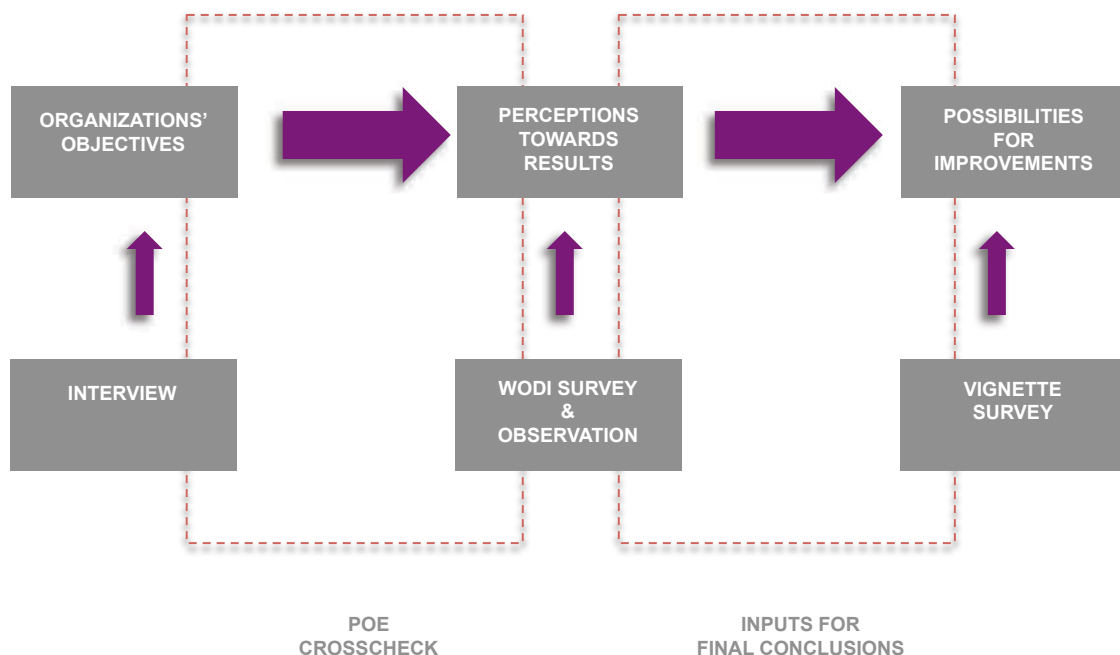 ORGANIZATIONS’
OBJECTIVES
PERCEPTIONS
TOWARDS
RESULTS
POSSIBILITIES
FOR
IMPROVEMENTS
INTERVIEW
WODI SURVEY
&
OBSERVATION
VIGNETTE
SURVEY
POE
CROSSCHECK
INPUTS FOR
FINAL CONCLUSIONS